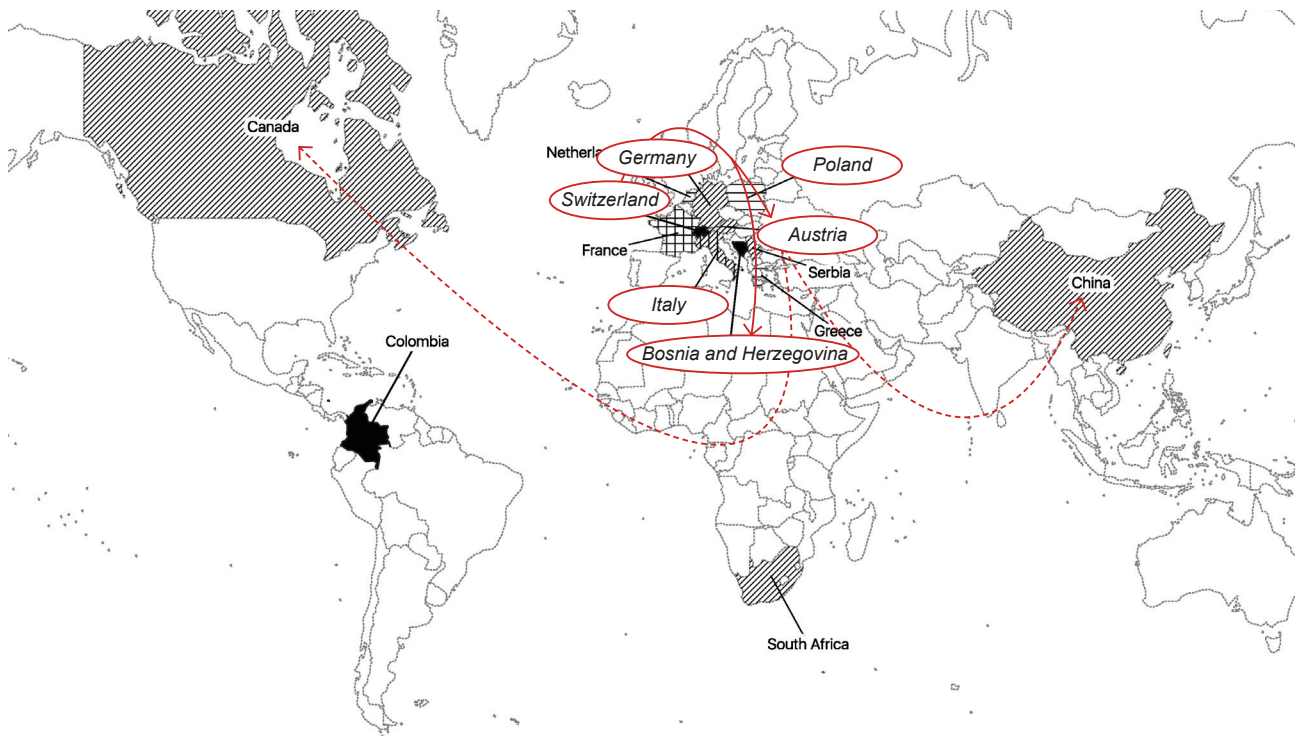 Canada
Netherla
Germany
Poland
Switzerland
Austria
France
Serbia
China
Italy
Greece
Colombia
Bosnia and Herzegovina
South Africa